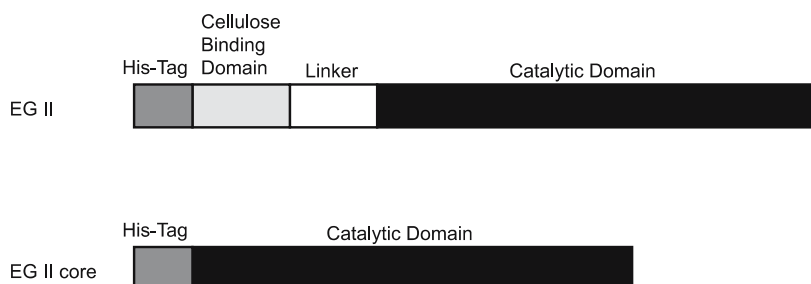 Cellulose
Binding
His-Tag Domain Linker Catalytic Domain
EG II
His-Tag Catalytic Domain
EG II core